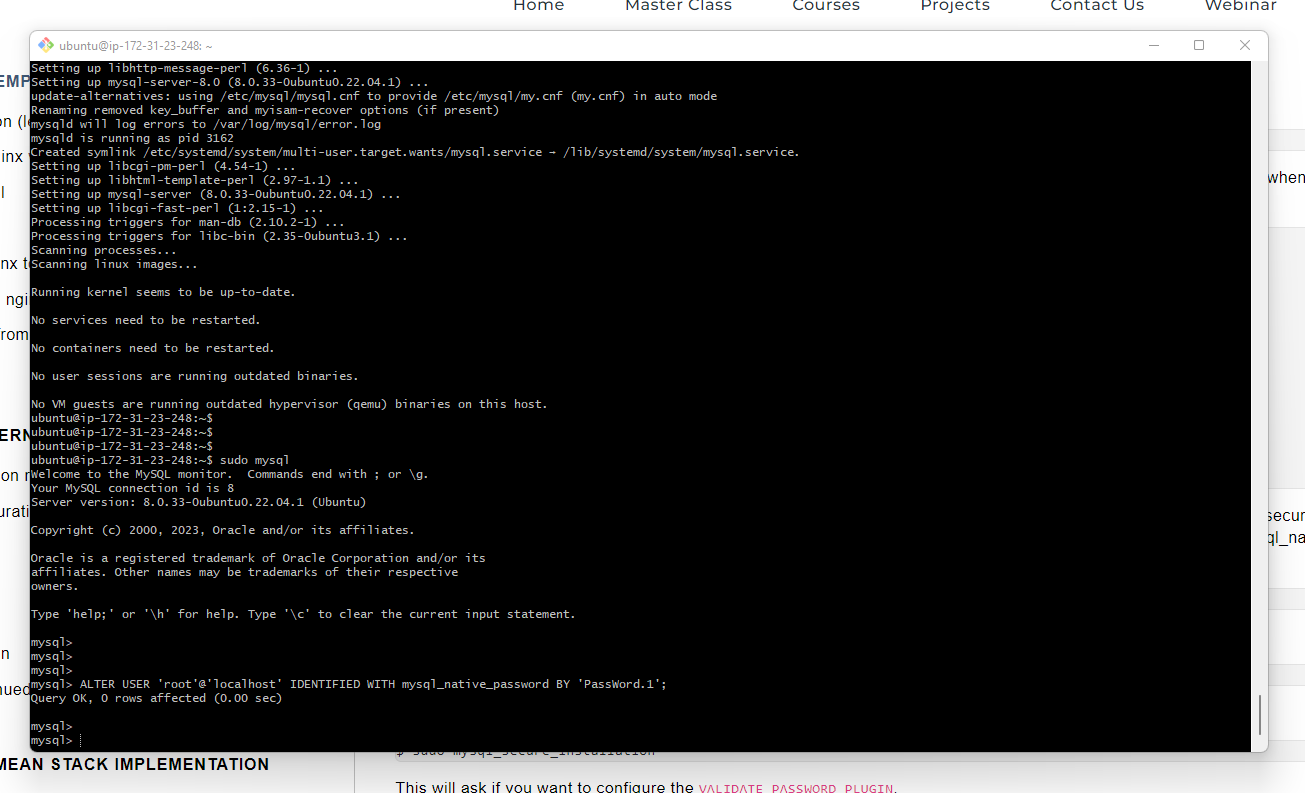 Home Master Class Courses Projects Contact Us Webinar
ubuntu@ip-172-31-23-248: ~
Setting up libhttp-message-perl (6.36-1) ...
Setting up mysql-server-8.0 (8.0.33-0ubuntu0.22.04.1) ...
update-alternatives: using /etc/mysql/mysql.cnf to provide /etc/mysql/my.cnf (my.cnf) in auto mode
Renaming removed key_buffer and myisam-recover options (if present)
mysqld will log errors to /var/log/mysql/error.log
mysqld is running as pid 3162
Created symlink /etc/systemd/system/multi-user.target.wants/mysql.service → /lib/systemd/system/mysql.service.
Setting up libcgi-pm-perl (4.54-1) ...
Setting up libhtml-template-perl (2.97-1.1) ...
Setting up mysql-server (8.0.33-0ubuntu0.22.04.1) ...
Setting up libcgi-fast-perl (1:2.15-1) ...
Processing triggers for man-db (2.10.2-1) ...
Processing triggers for libc-bin (2.35-0ubuntu3.1) ...
Scanning processes...
Scanning linux images...
Running kernel seems to be up-to-date.
No services need to be restarted.
No containers need to be restarted.
No user sessions are running outdated binaries.
No VM guests are running outdated hypervisor (qemu) binaries on this host.
ubuntu@ip-172-31-23-248:~$
ubuntu@ip-172-31-23-248:~$
ubuntu@ip-172-31-23-248:~$
ubuntu@ip-172-31-23-248:~$ sudo mysql
Welcome to the MySQL monitor.  Commands end with ; or \g.
Your MySQL connection id is 8
Server version: 8.0.33-0ubuntu0.22.04.1 (Ubuntu)
Copyright (c) 2000, 2023, Oracle and/or its affiliates.
Oracle is a registered trademark of Oracle Corporation and/or its
affiliates. Other names may be trademarks of their respective
owners.
Type 'help;' or '\h' for help. Type '\c' to clear the current input statement.
mysql>
mysql>
mysql>
mysql> ALTER USER 'root'@'localhost' IDENTIFIED WITH mysql_native_password BY 'PassWord.1';
Query OK, 0 rows affected (0.00 sec)
mysql>
mysql>
when
$ sudo mysql_secure_installation
MEAN STACK IMPLEMENTATION
This will ask if you want to configure the VALIDATE PASSWORD PLUGIN.